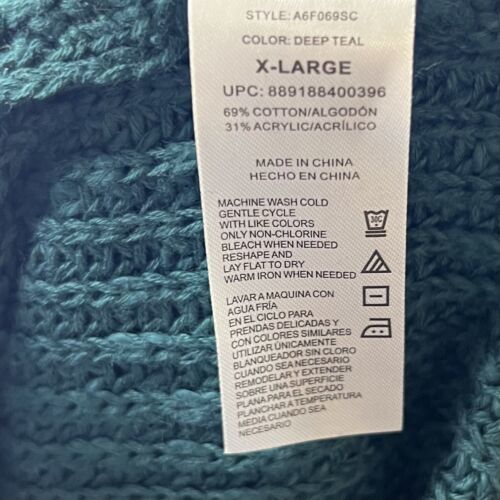 STYLE: A6F069SC
COLOR: DEEP TEAL
X-LARGE
UPC: 889188400396
69% COTTON/ALGODÓN
31% ACRYLIC/ACRÍLICO
MADE IN CHINA
HECHO EN CHINA
MACHINE WASH COLD
GENTLE CYCLE
WITH LIKE COLORS
ONLY NON-CHLORINE
BLEACH WHEN NEEDED
RESHAPE AND
LAY FLAT TO DRY
WARM IRON WHEN NEEDED
30C
LAVAR A MAQUINA CON
AGUA FRÍA
EN EL CICLO PARA
PRENDAS DELICADAS Y
CON COLORES SIMILARES
UTILIZAR ÚNICAMENTE
BLANQUEADOR SIN CLORO
CUANDO SEA NECESARIO
REMODELAR Y EXTENDER
SOBRE UNA SUPERFICIE
PLANA PARA EL SECADO
PLANCHAR A TEMPERATURA
MEDIA CUANDO SEA
NECESARIO